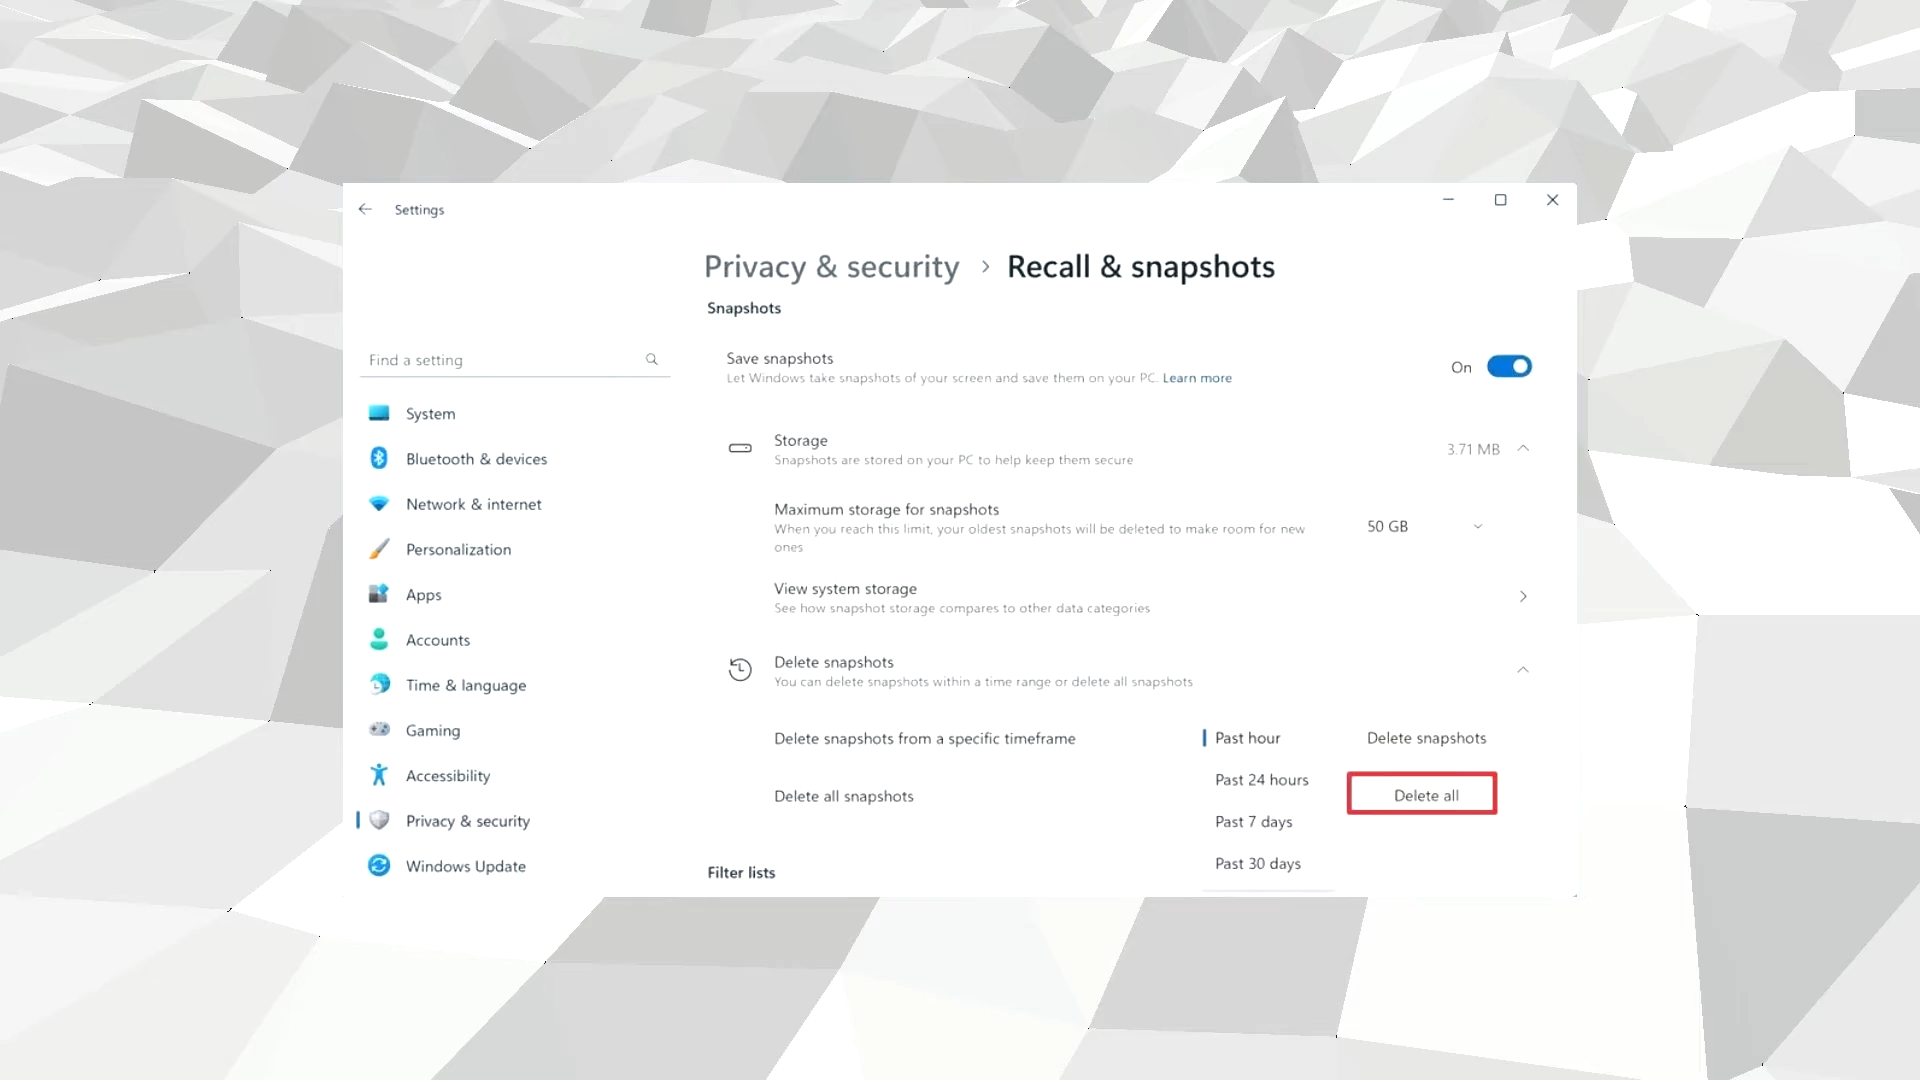 Settings
Privacy & security > Recall & snapshots
Snapshots
Find a setting
System
Bluetooth & devices
Network & internet
Personalization
Apps
Accounts
Time & language
Gaming
Accessibility
Privacy & security
Windows Update
Save snapshots
Let Windows take snapshots of your screen and save them on your PC. Learn more
On
Storage
Snapshots are stored on your PC to help keep them secure
3.71 MB
Maximum storage for snapshots
When you reach this limit, your oldest snapshots will be deleted to make room for new
ones
50 GB
View system storage
See how snapshot storage compares to other data categories
Delete snapshots
You can delete snapshots within a time range or delete all snapshots
Delete snapshots from a specific timeframe
Past hour
Past 24 hours
Past 7 days
Past 30 days
Delete snapshots
Delete all snapshots
Delete all
Filter lists